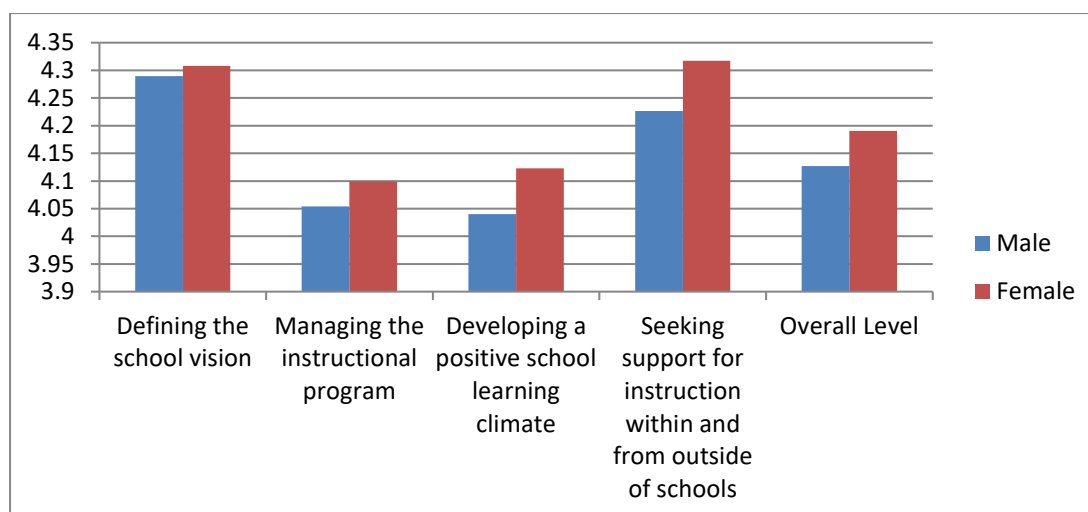 4.35
4.3
4.25
4.2
4.15
4.1
4.05
4
3.95
3.9
Defining the
school vision
Managing the
instructional
program
Developing a
positive school
learning
climate
Seeking
support for
instruction
within and
from outside
of schools
Overall Level
Male
Female